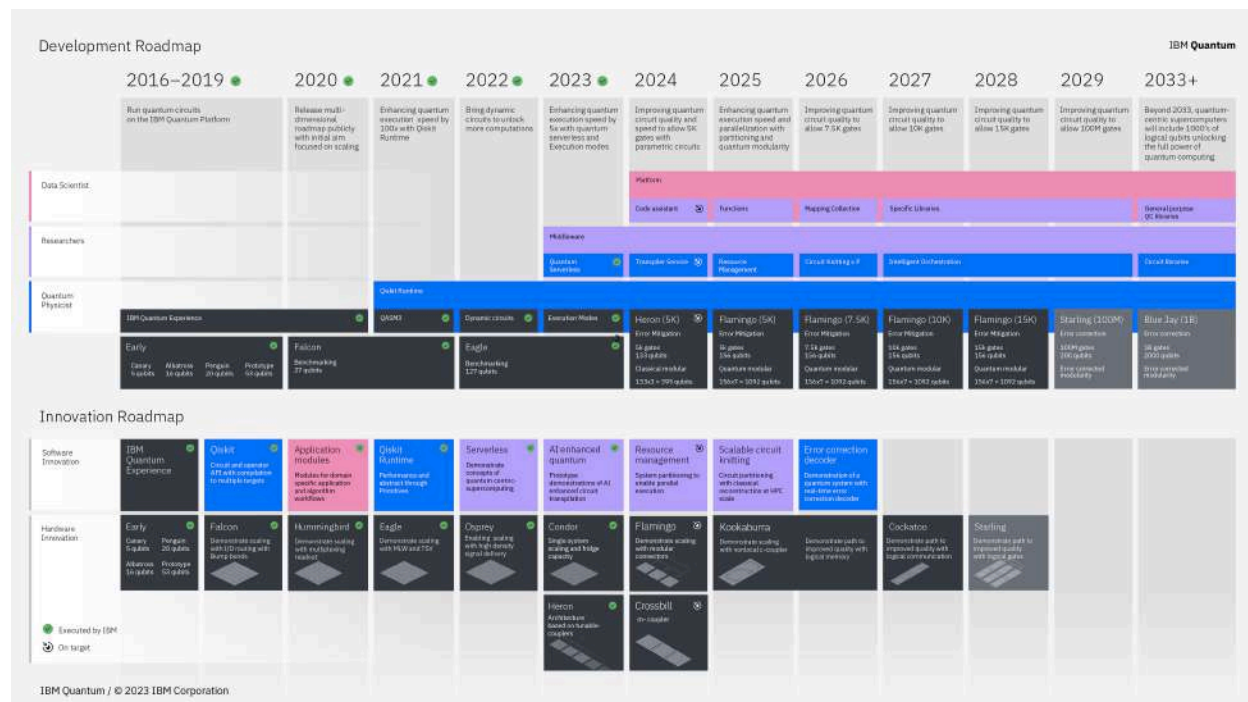 Development Roadmap
IBM Quantum
2016–2019
2020
2021
2022
2023
2024
2025
2026
2027
2028
2029
2033+
Run quantum circuits
on the IBM Quantum Platform
Release multi-
dimensional
roadmap publicly
with initial aim
focused on scaling
Enhancing quantum
execution speed by
100x with Qiskit
Runtime
Bring dynamic
circuits to unlock
more computations
Enhancing quantum
execution speed by
5x with quantum
serverless and
Execution modes
Improving quantum
circuit quality and
speed to allow 5K
gates with
parametric circuits
Enhancing quantum
execution speed and
parallelization with
partitioning and
quantum modularity
Improving quantum
circuit quality to
allow 7.5K gates
Improving quantum
circuit quality to
allow 10K gates
Improving quantum
circuit quality to
allow 15K gates
Improving quantum
circuit quality to
allow 100M gates
Beyond 2033, quantum-
centric supercomputers
will include 1000's of
logical qubits unlocking
the full power of
quantum computing
Data Scientist
Platform
Code assistant
Functions
Mapping Collection
Specific Libraries
General purpose
QC libraries
Researchers
Middleware
Quantum
Serverless
Transpiler Service
Resource
Management
Circuit Knitting x P
Intelligent Orchestration
Circuit libraries
Quantum
Physicist
Qiskit Runtime
IBM Quantum Experience
QASM3
Dynamic circuits
Execution Modes
Heron (5K)
Error Mitigation
5k gates
133 qubits
Classical modular
133x3 = 399 qubits
Flamingo (5K)
Error Mitigation
5k gates
156 qubits
Quantum modular
156x7 = 1092 qubits
Flamingo (7.5K)
Error Mitigation
7.5k gates
156 qubits
Quantum modular
156x7 = 1092 qubits
Flamingo (10K)
Error Mitigation
10k gates
156 qubits
Quantum modular
156x7 = 1092 qubits
Flamingo (15K)
Error Mitigation
15k gates
156 qubits
Quantum modular
156x7 = 1092 qubits
Starling (100M)
Error correction
100M gates
200 qubits
Error corrected
modularity
Blue Jay (1B)
Error correction
1B gates
2000 qubits
Error corrected
modularity
Early
Canary
5 qubits
Albatross
16 qubits
Penguin
20 qubits
Prototype
53 qubits
Falcon
Benchmarking
27 qubits
Eagle
Benchmarking
127 qubits
Innovation Roadmap
Software
Innovation
IBM
Quantum
Experience
Qiskit
Circuit and operator
API with compilation
to multiple targets
Application
modules
Modules for domain
specific application
and algorithm
workflows
Qiskit
Runtime
Performance and
abstract through
Primitives
Serverless
Demonstrate
concepts of
quantum centric-
supercomputing
AI enhanced
quantum
Prototype
demonstrations of AI
enhanced circuit
transpilation
Resource
management
System partitioning to
enable parallel
execution
Scalable circuit
knitting
Circuit partitioning
with classical
reconstruction at HPC
scale
Error correction
decoder
Demonstration of a
quantum system with
real-time error
correction decoder
Hardware
Innovation
Early
Canary
5 qubits
Penguin
20 qubits
Albatross
16 qubits
Prototype
53 qubits
Falcon
Demonstrate scaling
with I/O routing with
Bump bonds
Hummingbird
Demonstrate scaling
with multiplexing
readout
Eagle
Demonstrate scaling
with MLW and TSV
Osprey
Enabling scaling
with high density
signal delivery
Condor
Single system
scaling and fridge
capacity
Flamingo
Demonstrate scaling
with modular
connectors
Kookaburra
Demonstrate scaling
with nonlocal c-coupler
Demonstrate path to
improved quality with
logical memory
Cockatoo
Demonstrate path to
improved quality with
logical communication
Starling
Demonstrate path to
improved quality
with logical gates
Heron
Architecture
based on tunable-
couplers
Crossbill
m-coupler
Executed by IBM
On target
IBM Quantum / © 2023 IBM Corporation